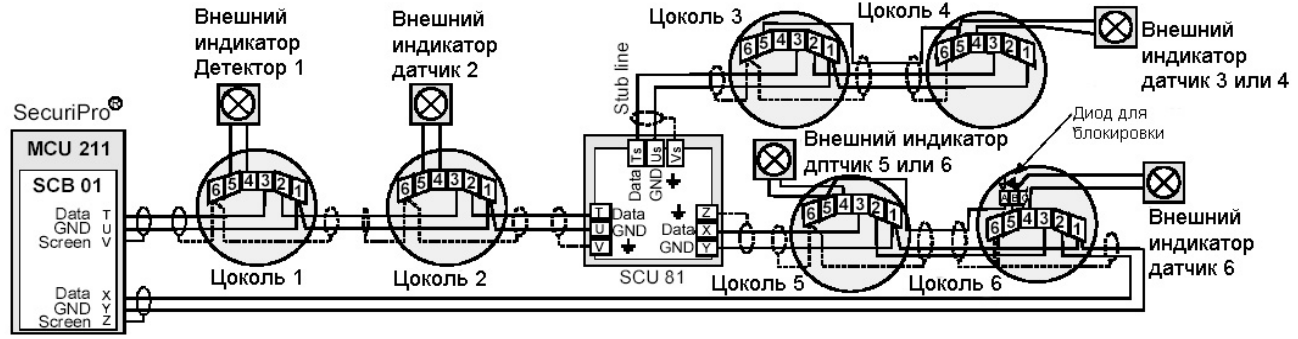 Внешний
индикатор
Детектор 1
Внешний
индикатор
датчик 2
Цоколь 3
Цоколь 4
Внешний
индикатор
датчик 3 или 4
6 5 4 3 2 1
6 5 4 3 2 1
Stub line
SecuriPro®
MCU 211
SCB 01
Data T
GND U
Screen V
Data X
GND Y
Screen Z
6 5 4 3 2 1
Цоколь 1
6 5 4 3 2 1
Цоколь 2
Ts Us Vs
Data
GND
T Data
U GND
V
Z
Data X
GND Y
SCU 81
Внешний индикатор
дптчик 5 или 6
6 5 4 3 2 1
Цоколь 5
Диод для
блокировки
A B C
6 5 4 3 2 1
Цоколь 6
Внешний
индикатор
датчик 6